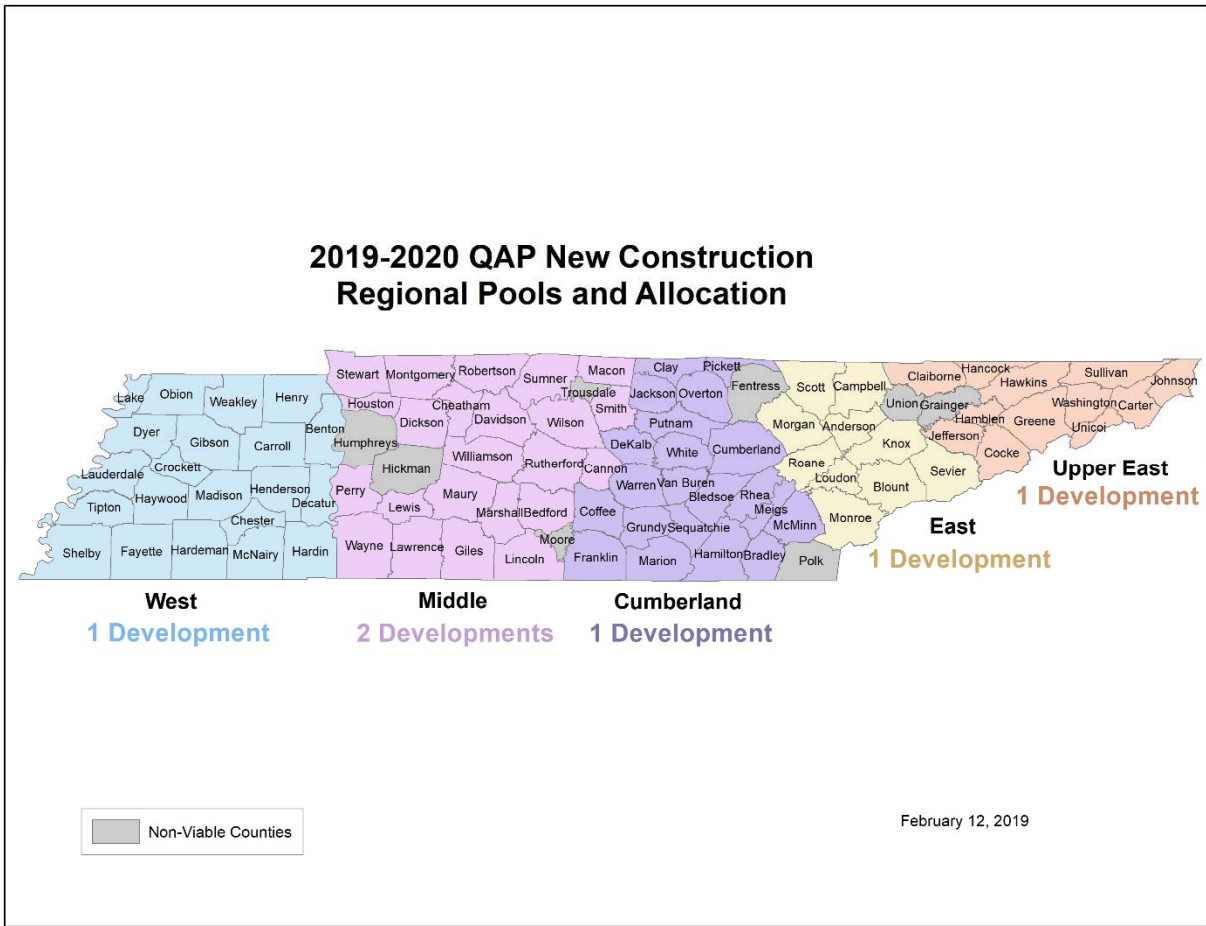 2019-2020 QAP New Construction
Regional Pools and Allocation
Stewart
Montgomery
Robertson
Sumner
Macon
Clay
Pickett
Fentress
Scott
Campbell
Claiborne
Hancock
Hawkins
Sullivan
Johnson
Lake
Obion
Weakley
Henry
Houston
Cheatham
Trousdale
Smith
Jackson
Overton
Union
Grainger
Washington
Carter
Dyer
Gibson
Carroll
Benton
Humphreys
Dickson
Davidson
Wilson
Putnam
Morgan
Anderson
Knox
Hamblen
Greene
Unicoi
Jefferson
Cocke
Lauderdale
Crockett
Hickman
Williamson
Rutherford
Cannon
DeKalb
White
Cumberland
Roane
Loudon
Blount
Sevier
Tipton
Haywood
Madison
Henderson
Decatur
Perry
Lewis
Maury
Marshall
Bedford
Coffee
Warren
Van Buren
Bledsoe
Rhea
Meigs
McMinn
Monroe
Shelby
Fayette
Hardeman
Chester
McNairy
Hardin
Wayne
Lawrence
Giles
Lincoln
Moore
Franklin
Grundy
Sequatchie
Marion
Hamilton
Bradley
Polk
Upper East
1 Development
East
1 Development
West
1 Development
Middle
2 Developments
Cumberland
1 Development
Non-Viable Counties
February 12, 2019